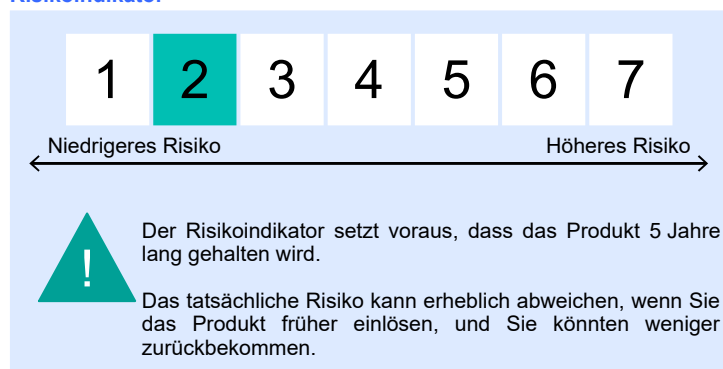 Risikoindikator
1 2 3 4 5 6 7
Niedrigeres Risiko Höheres Risiko
!
Der Risikoindikator setzt voraus, dass das Produkt 5 Jahre
lang gehalten wird.
Das tatsächliche Risiko kann erheblich abweichen, wenn Sie
das Produkt früher einlösen, und Sie könnten weniger
zurückbekommen.